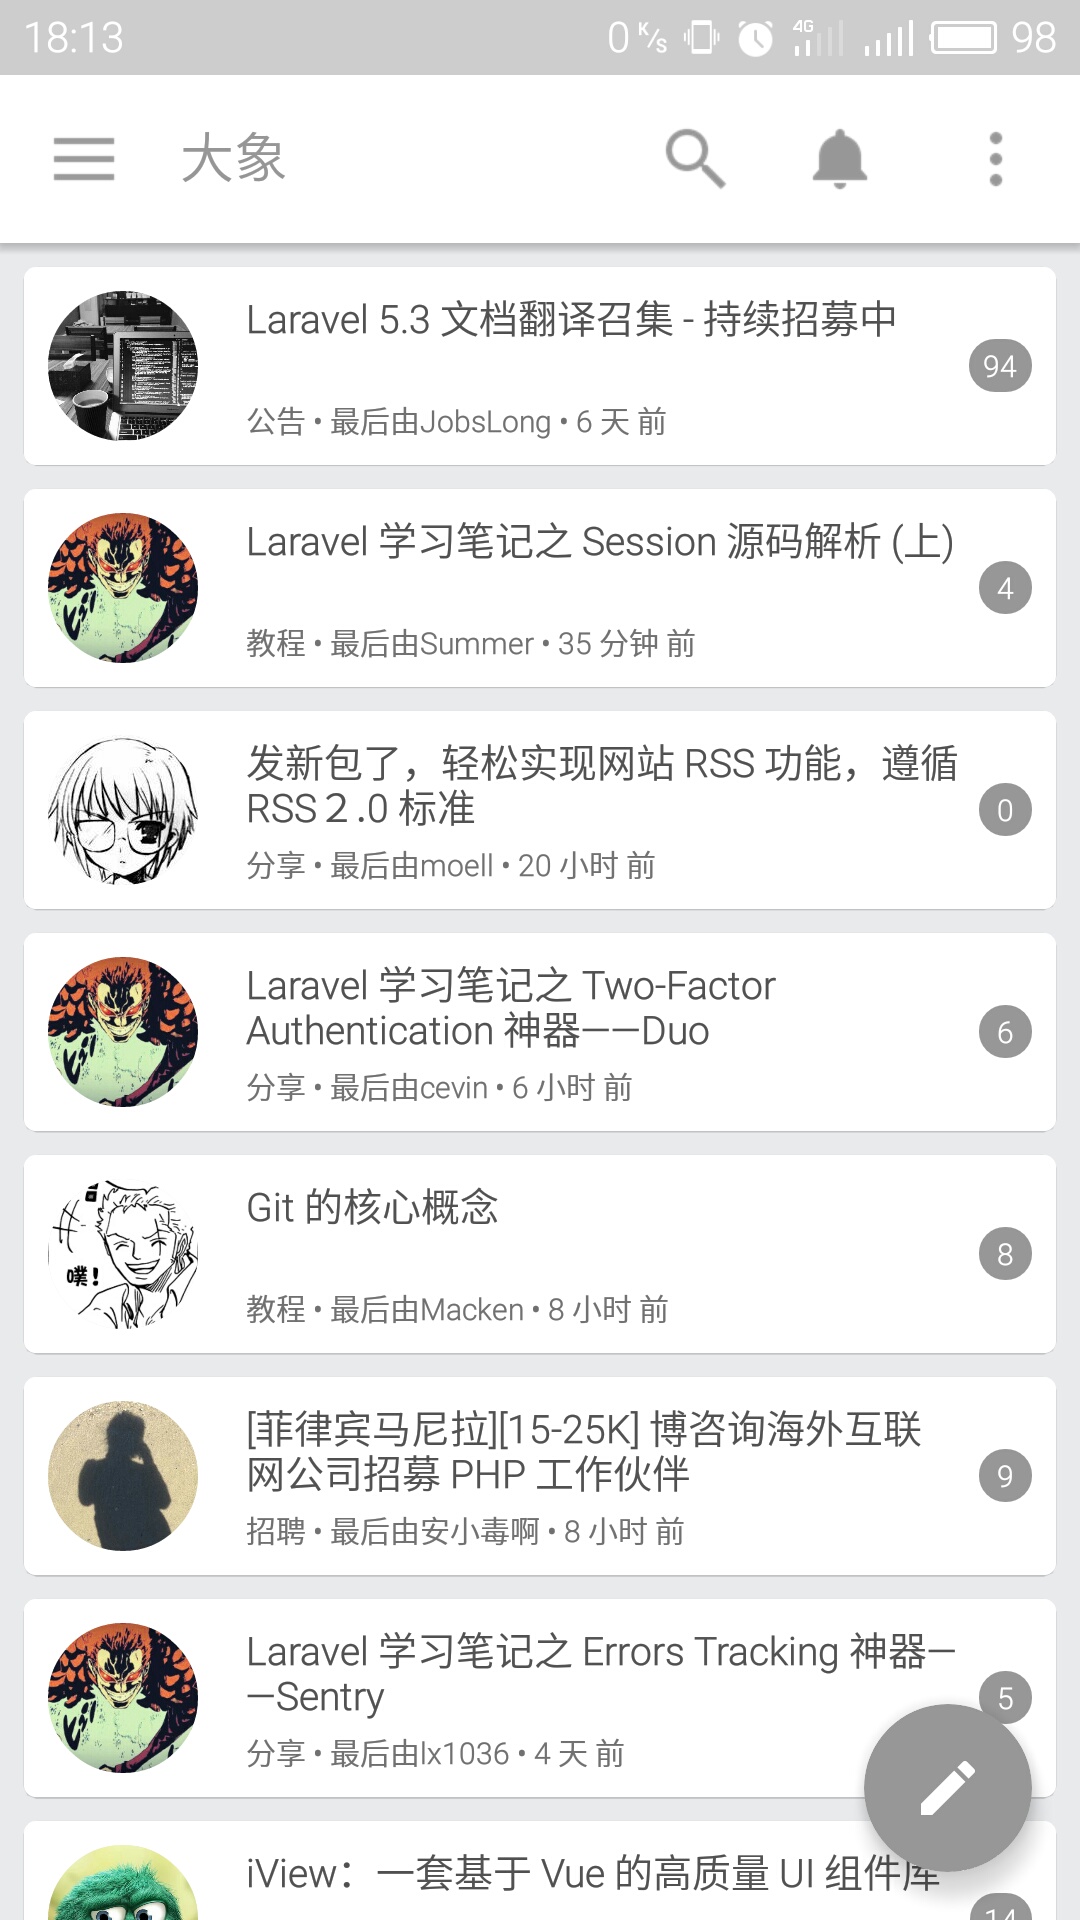 18:13 0 K/s 4G 98
大象
Laravel 5.3 文档翻译召集 - 持续招募中
94
公告 • 最后由JobsLong • 6 天 前
Laravel 学习笔记之 Session 源码解析 (上)
4
教程 • 最后由Summer • 35 分钟 前
发新包了，轻松实现网站 RSS 功能，遵循
RSS２.0 标准
0
分享 • 最后由moell • 20 小时 前
Laravel 学习笔记之 Two-Factor
Authentication 神器——Duo
6
分享 • 最后由cevin • 6 小时 前
Git 的核心概念
8
噗!
教程 • 最后由Macken • 8 小时 前
[菲律宾马尼拉][15-25K] 博咨询海外互联
网公司招募 PHP 工作伙伴
9
招聘 • 最后由安小毒啊 • 8 小时 前
Laravel 学习笔记之 Errors Tracking 神器—
—Sentry
5
分享 • 最后由lx1036 • 4 天 前
iView：一套基于 Vue 的高质量 UI 组件库
14